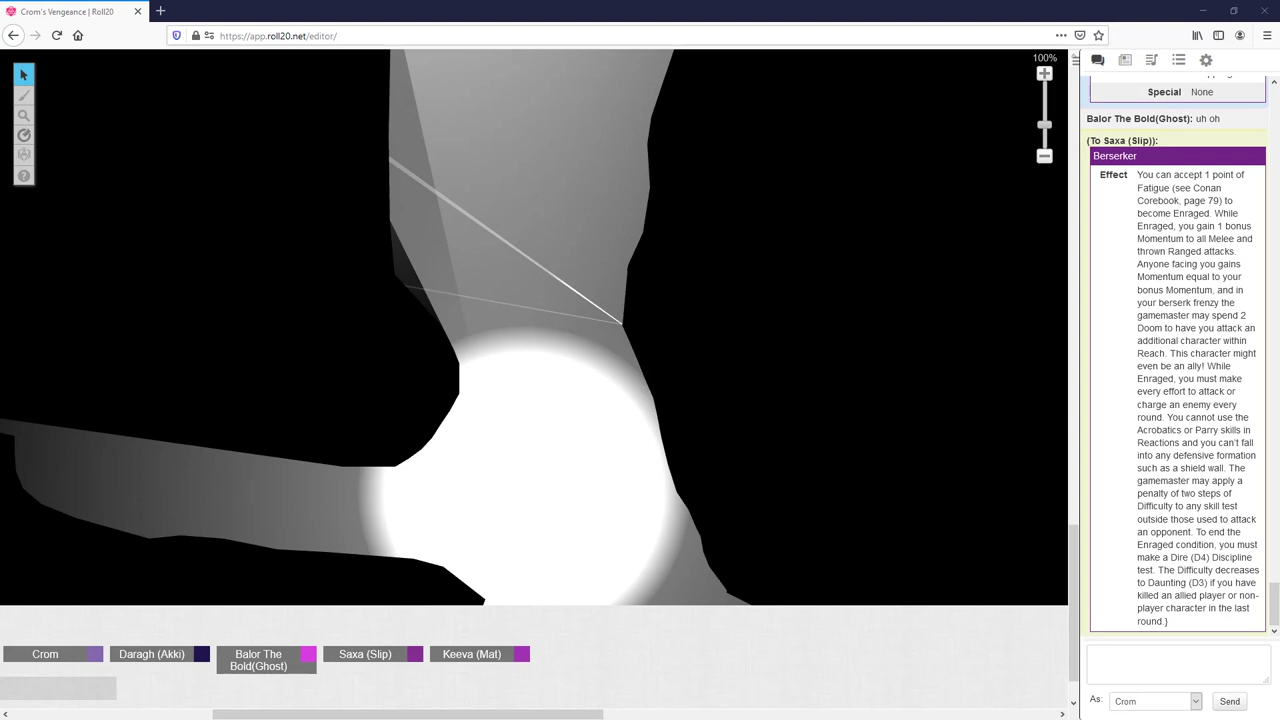 Crom's Vengeance | Roll20
https://app.roll20.net/editor/
100%
Special None
Balor The Bold(Ghost): uh oh
(To Saxa (Slip)):
Berserker
Effect You can accept 1 point of
Fatigue (see Conan
Corebook, page 79) to
become Enraged. While
Enraged, you gain 1 bonus
Momentum to all Melee and
thrown Ranged attacks.
Anyone facing you gains
Momentum equal to your
bonus Momentum, and in
your berserk frenzy the
gamemaster may spend 2
Doom to have you attack an
additional character within
Reach. This character might
even be an ally! While
Enraged, you must make
every effort to attack or
charge an enemy every
round. You cannot use the
Acrobatics or Parry skills in
Reactions and you can't fall
into any defensive formation
such as a shield wall. The
gamemaster may apply a
penalty of two steps of
Difficulty to any skill test
outside those used to attack
an opponent. To end the
Enraged condition, you must
make a Dire (D4) Discipline
test. The Difficulty decreases
to Daunting (D3) if you have
killed an allied player or non-
player character in the last
round.}
Crom
Daragh (Akki)
Balor The
Bold(Ghost)
Saxa (Slip)
Keeva (Mat)
As: Crom Send